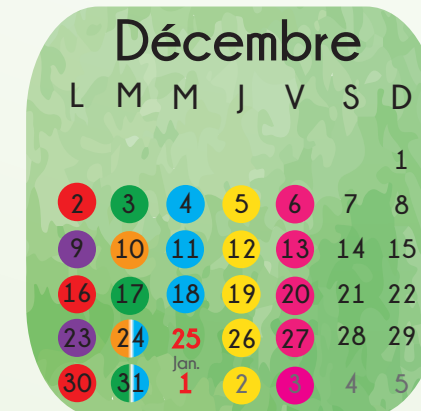 Décembre
L M M J V S D
1
2 3 4 5 6 7 8
9 10 11 12 13 14 15
16 17 18 19 20 21 22
23 24 25 26 27 28 29
Jan.
30 31 1 2 3 4 5